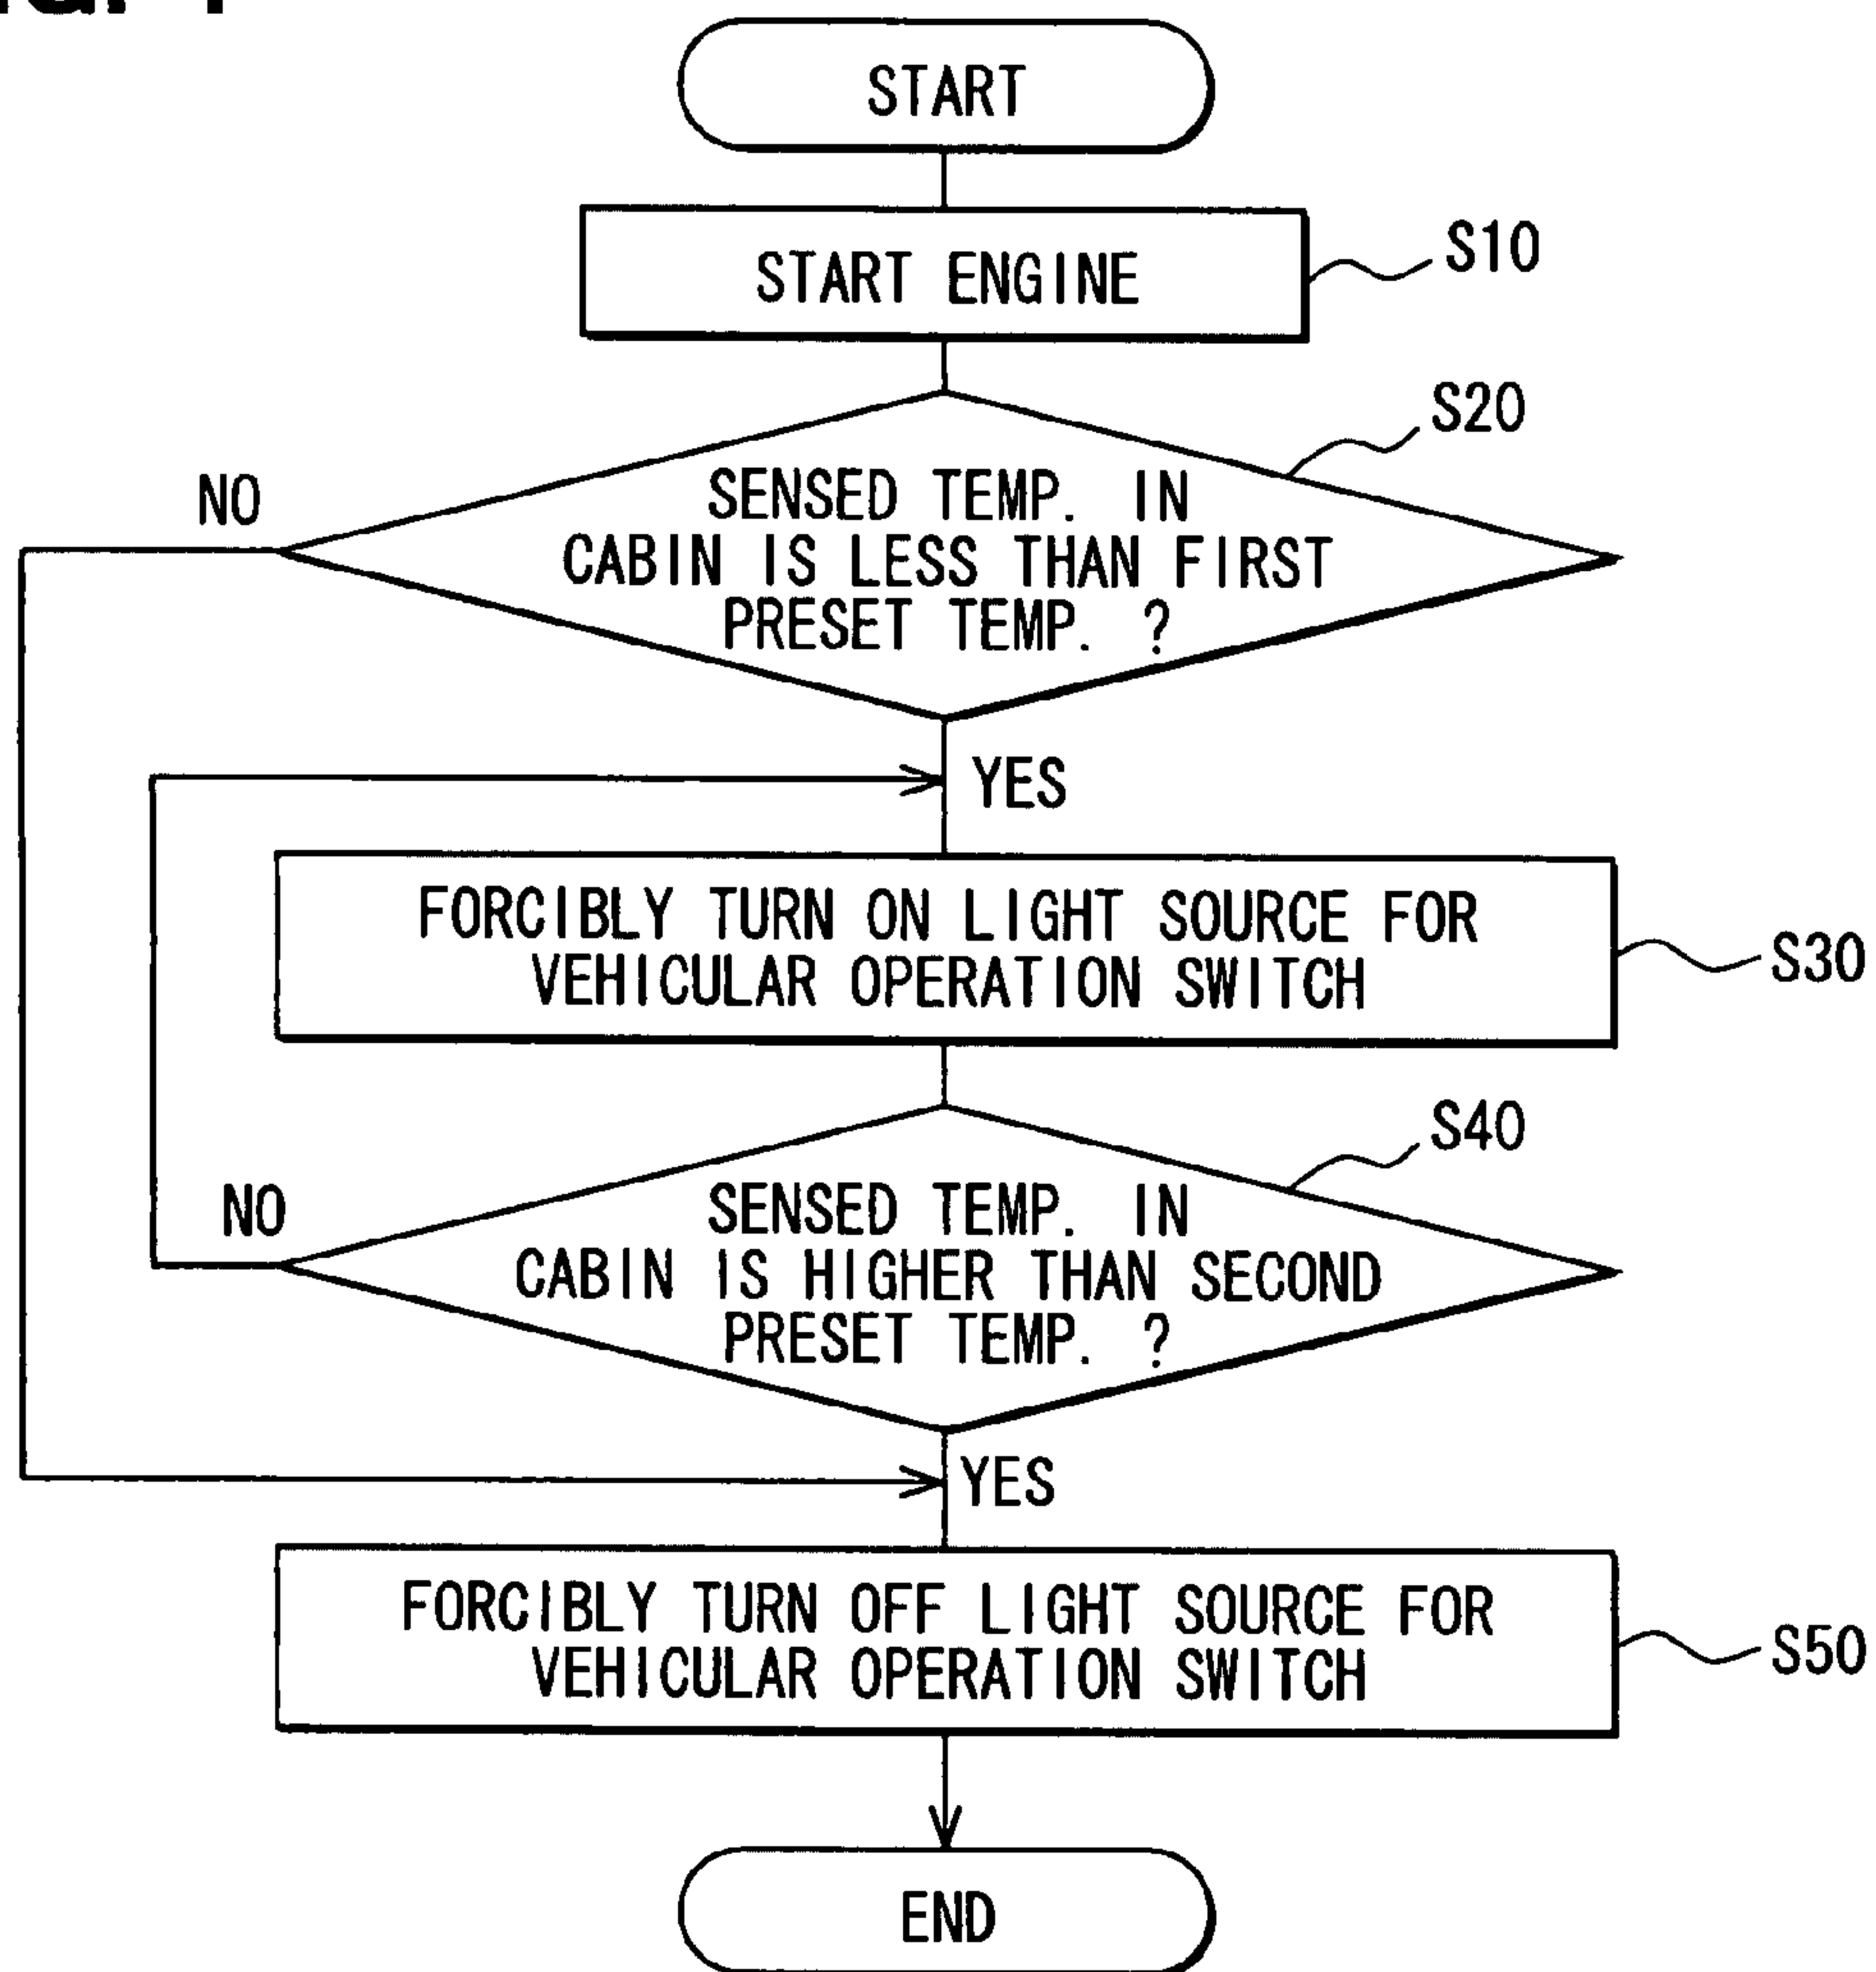 START
START ENGINE
S10
S20
NO
SENSED TEMP. IN
CABIN IS LESS THAN FIRST
PRESET TEMP. ?
YES
FORCIBLY TURN ON LIGHT SOURCE FOR
VEHICULAR OPERATION SWITCH
S30
S40
NO
SENSED TEMP. IN
CABIN IS HIGHER THAN SECOND
PRESET TEMP. ?
YES
FORCIBLY TURN OFF LIGHT SOURCE FOR
VEHICULAR OPERATION SWITCH
S50
END